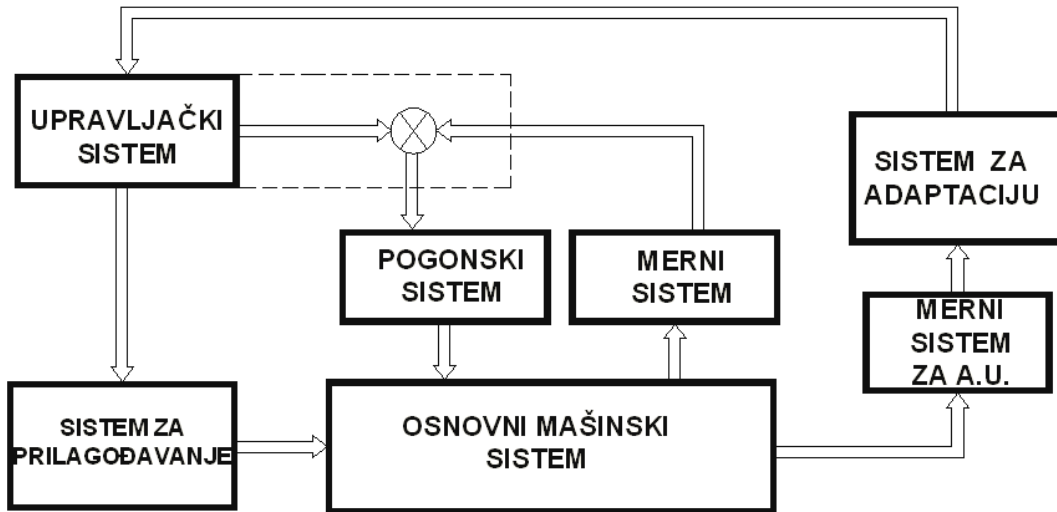 UPRAVLJAČKI
SISTEM
SISTEM ZA
ADAPTACIJU
POGONSKI
SISTEM
MERNI
SISTEM
MERNI
SISTEM
ZA A.U.
SISTEM ZA
PRILAGOĐAVANJE
OSNOVNI MAŠINSKI
SISTEM